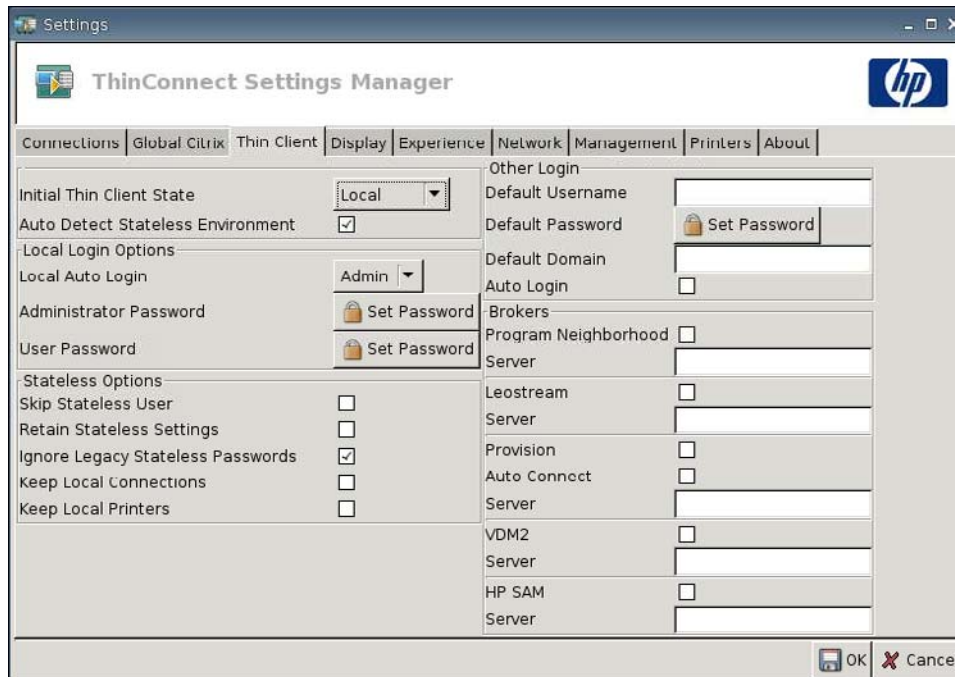 Settings
ThinConnect Settings Manager
hp
Connections Global Citrix Thin Client Display Experience Network Management Printers About
Initial Thin Client State Local
Auto Detect Stateless Environment
Local Login Options
Local Auto Login Admin
Administrator Password Set Password
User Password Set Password
Stateless Options
Skip Stateless User
Retain Stateless Settings
Ignore Legacy Stateless Passwords
Keep Local Connections
Keep Local Printers
Other Login
Default Username
Default Password Set Password
Default Domain
Auto Login
Brokers
Program Neighborhood
Server
Leostream
Server
Provision
Auto Connect
Server
VDM2
Server
HP SAM
Server
OK Cance